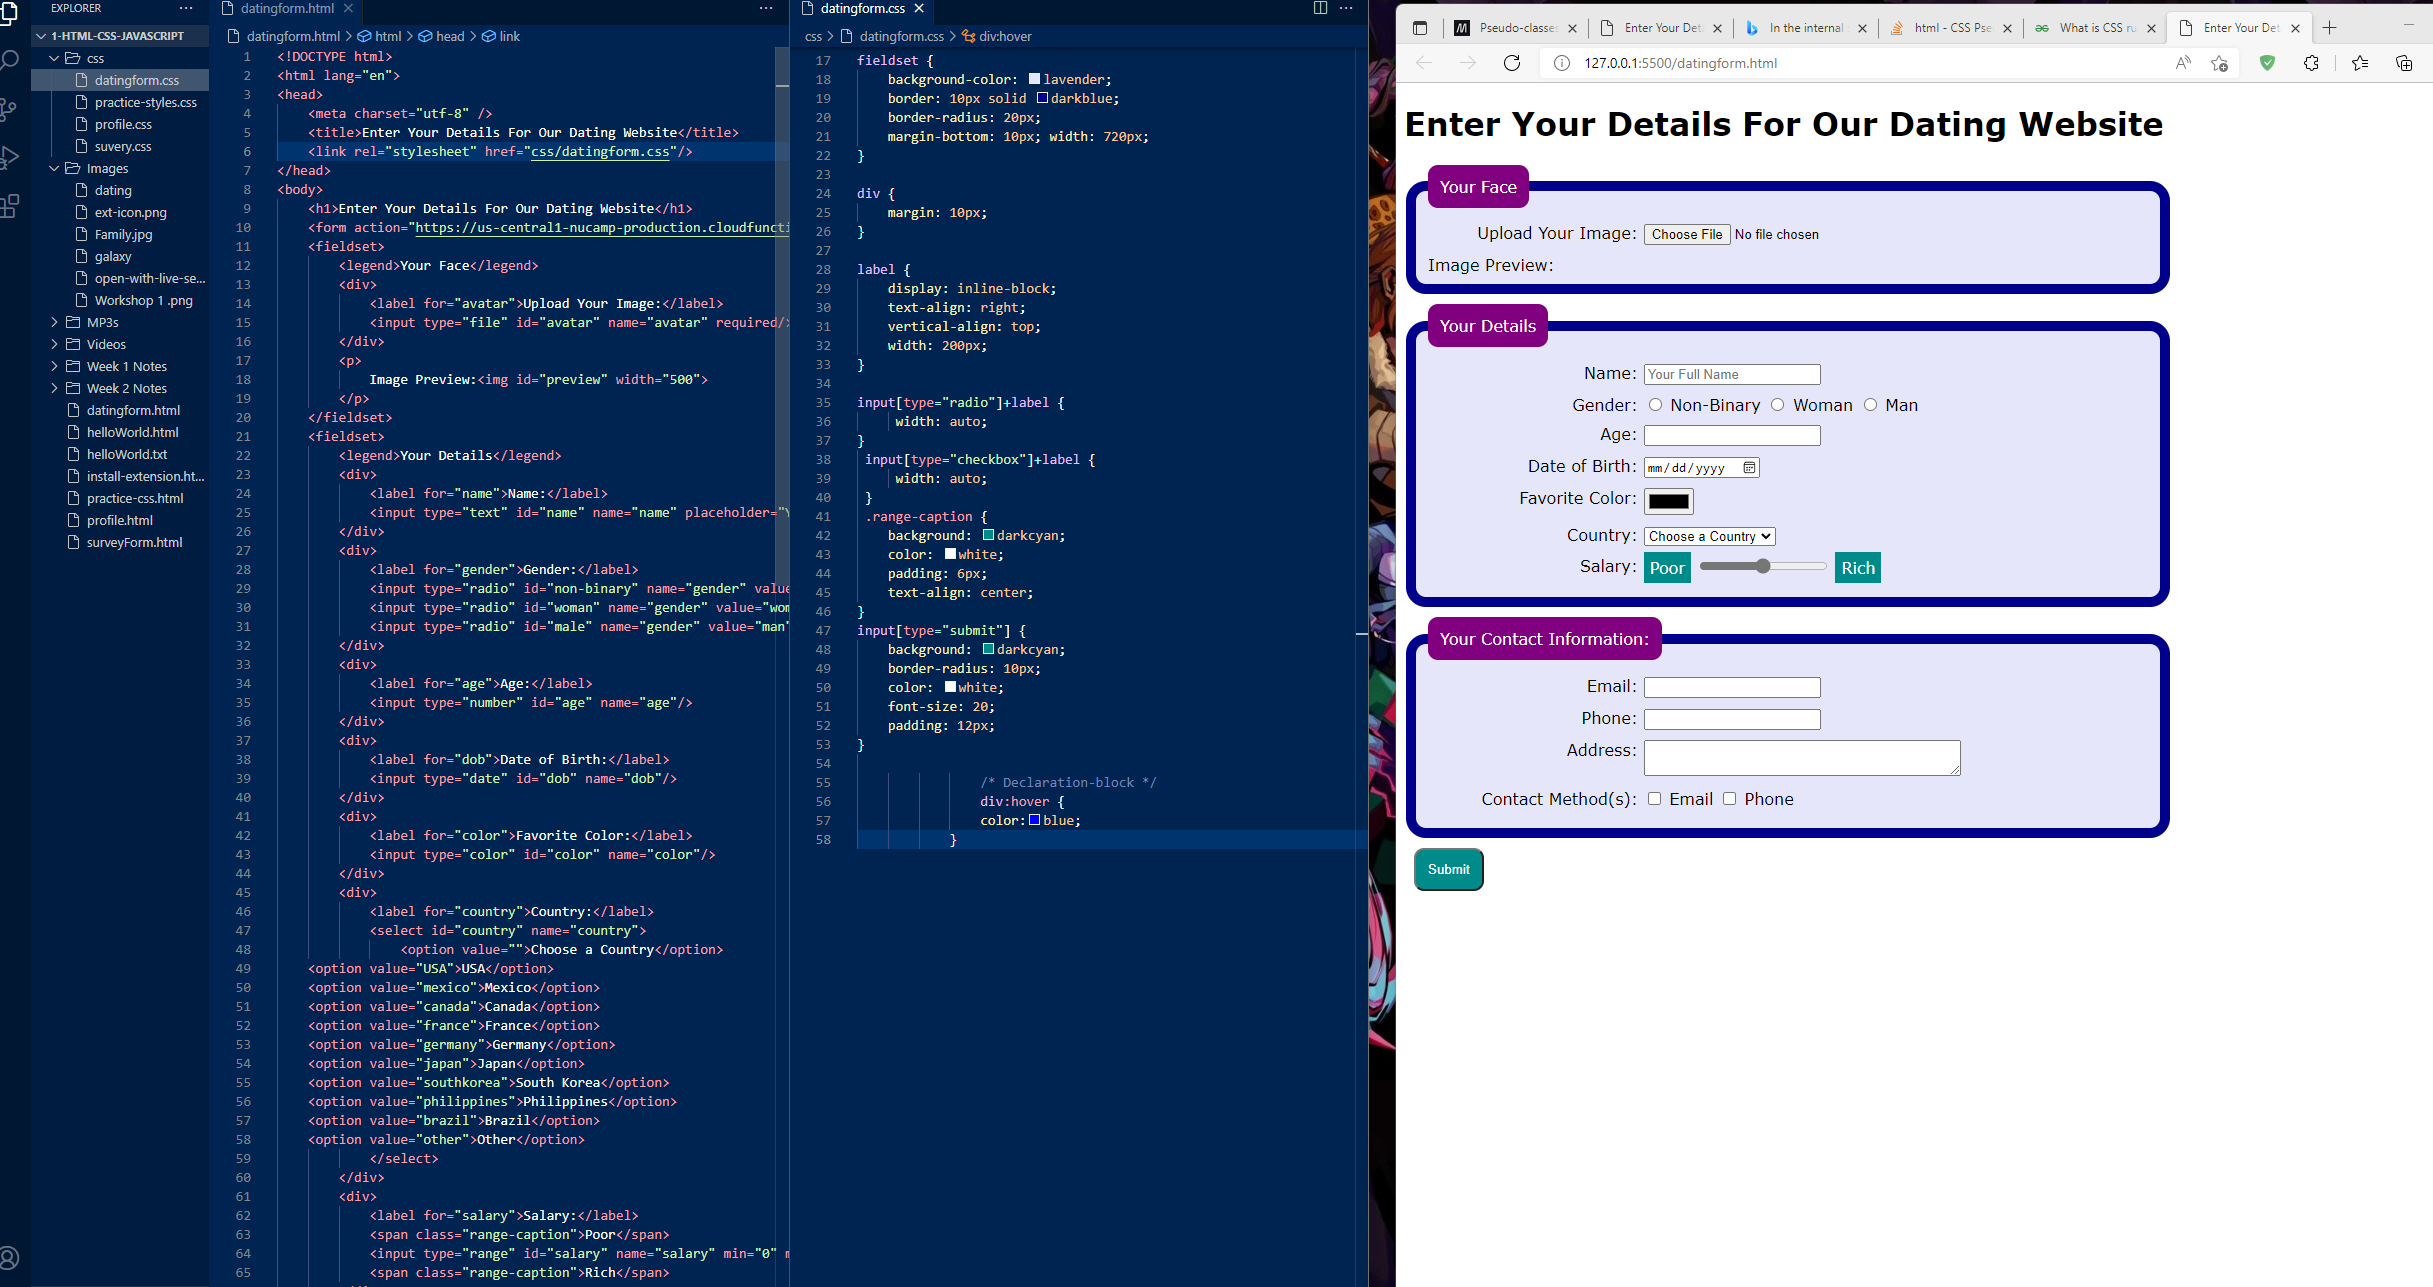 EXPLORER
1-HTML-CSS-JAVASCRIPT
css
datingform.css
practice-styles.css
profile.css
suvery.css
Images
dating
ext-icon.png
Family.jpg
galaxy
open-with-live-se...
Workshop 1 .png
MP3s
Videos
Week 1 Notes
Week 2 Notes
datingform.html
helloWorld.html
helloWorld.txt
install-extension.ht...
practice-css.html
profile.html
surveyForm.html
datingform.html
datingform.html > html > head > link
1 <!DOCTYPE html>
2 <html lang="en">
3 <head>
4 <meta charset="utf-8" />
5 <title>Enter Your Details For Our Dating Website</title>
6 <link rel="stylesheet" href="css/datingform.css"/>
7 </head>
8 <body>
9 <h1>Enter Your Details For Our Dating Website</h1>
10 <form action="https://us-central1-nucamp-production.cloudfuncti
11 <fieldset>
12 <legend>Your Face</legend>
13 <div>
14 <label for="avatar">Upload Your Image:</label>
15 <input type="file" id="avatar" name="avatar" required/>
16 </div>
17 <p>
18 Image Preview:<img id="preview" width="500">
19 </p>
20 </fieldset>
21 <fieldset>
22 <legend>Your Details</legend>
23 <div>
24 <label for="name">Name:</label>
25 <input type="text" id="name" name="name" placeholder="Y
26 </div>
27 <div>
28 <label for="gender">Gender:</label>
29 <input type="radio" id="non-binary" name="gender" value
30 <input type="radio" id="woman" name="gender" value="wom
31 <input type="radio" id="male" name="gender" value="man"
32 </div>
33 <div>
34 <label for="age">Age:</label>
35 <input type="number" id="age" name="age"/>
36 </div>
37 <div>
38 <label for="dob">Date of Birth:</label>
39 <input type="date" id="dob" name="dob"/>
40 </div>
41 <div>
42 <label for="color">Favorite Color:</label>
43 <input type="color" id="color" name="color"/>
44 </div>
45 <div>
46 <label for="country">Country:</label>
47 <select id="country" name="country">
48 <option value="">Choose a Country</option>
49 <option value="USA">USA</option>
50 <option value="mexico">Mexico</option>
51 <option value="canada">Canada</option>
52 <option value="france">France</option>
53 <option value="germany">Germany</option>
54 <option value="japan">Japan</option>
55 <option value="southkorea">South Korea</option>
56 <option value="philippines">Philippines</option>
57 <option value="brazil">Brazil</option>
58 <option value="other">Other</option>
59 </select>
60 </div>
61 <div>
62 <label for="salary">Salary:</label>
63 <span class="range-caption">Poor</span>
64 <input type="range" id="salary" name="salary" min="0" m
65 <span class="range-caption">Rich</span>
datingform.css
css > datingform.css > div:hover
17 fieldset {
18 background-color: lavender;
19 border: 10px solid darkblue;
20 border-radius: 20px;
21 margin-bottom: 10px; width: 720px;
22 }
23
24 div {
25 margin: 10px;
26 }
27
28 label {
29 display: inline-block;
30 text-align: right;
31 vertical-align: top;
32 width: 200px;
33 }
34
35 input[type="radio"]+label {
36 width: auto;
37 }
38 input[type="checkbox"]+label {
39 width: auto;
40 }
41 .range-caption {
42 background: darkcyan;
43 color: white;
44 padding: 6px;
45 text-align: center;
46 }
47 input[type="submit"] {
48 background: darkcyan;
49 border-radius: 10px;
50 color: white;
51 font-size: 20;
52 padding: 12px;
53 }
54
55 /* Declaration-block */
56 div:hover {
57 color: blue;
58 }
Pseudo-classes
Enter Your Det
In the internal
html - CSS Pse
What is CSS ru
Enter Your Det
127.0.0.1:5500/datingform.html
Enter Your Details For Our Dating Website
Your Face
Upload Your Image: Choose File No file chosen
Image Preview:
Your Details
Name: Your Full Name
Gender: Non-Binary Woman Man
Age:
Date of Birth: mm/dd/yyyy
Favorite Color:
Country: Choose a Country
Salary: Poor Rich
Your Contact Information:
Email:
Phone:
Address:
Contact Method(s): Email Phone
Submit